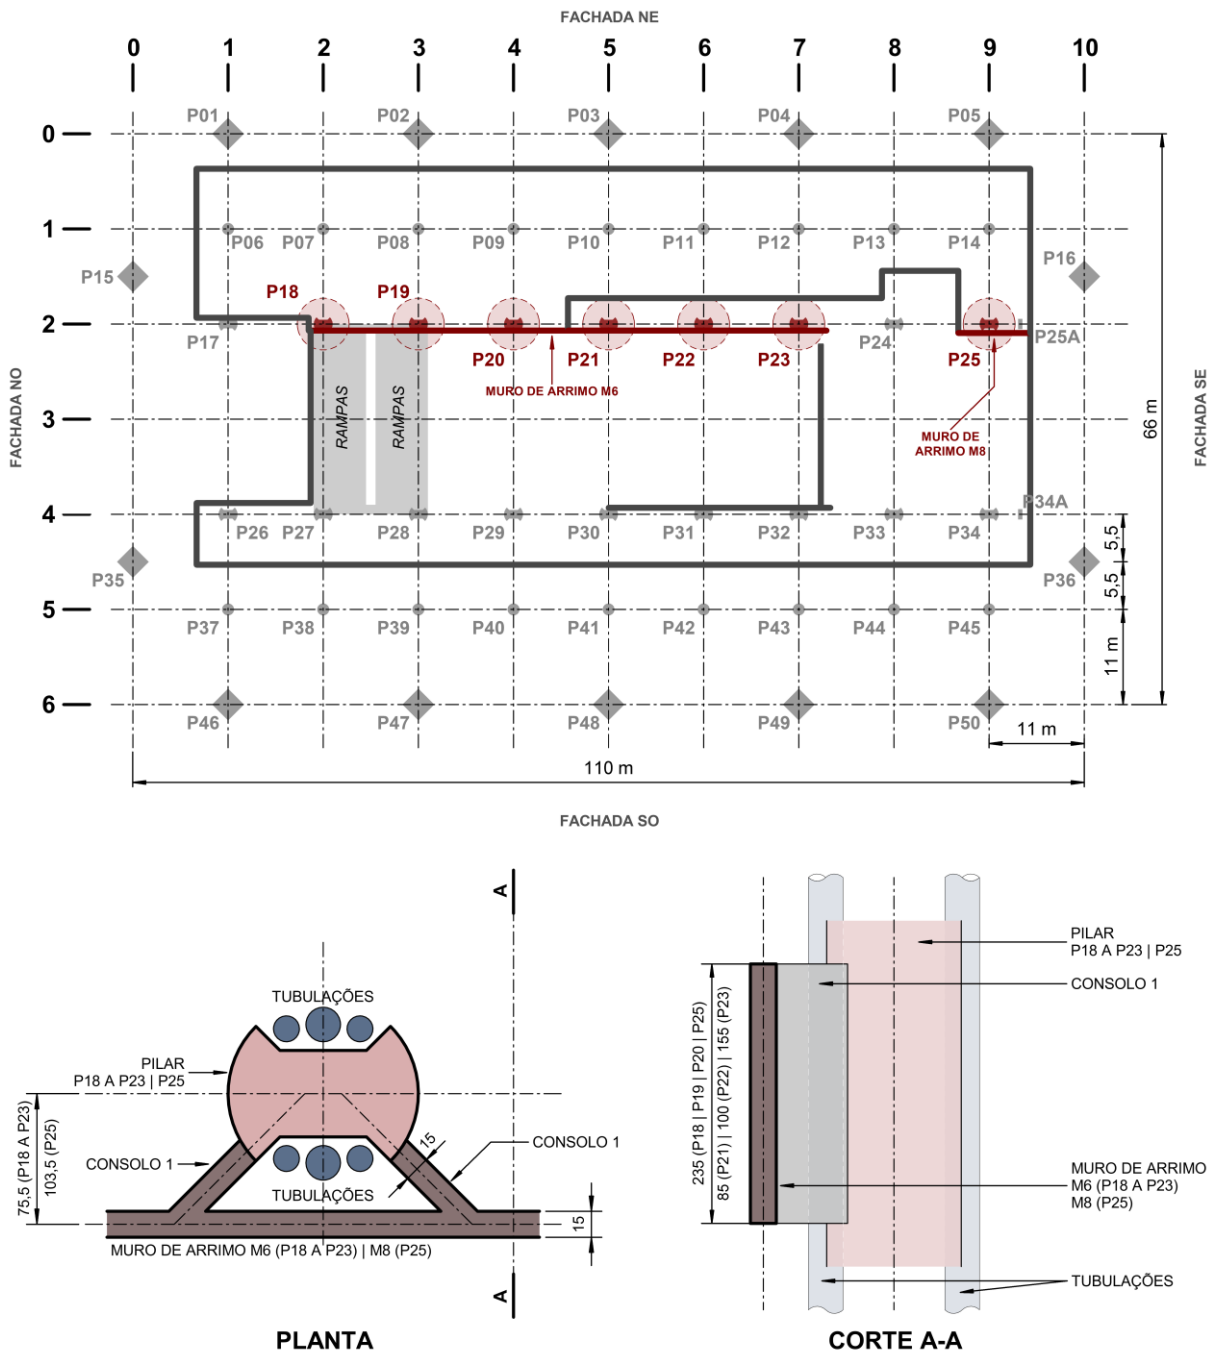 FACHADA NE
0 1 2 3 4 5 6 7 8 9 10
P01 P02 P03 P04 P05
0
1
P06 P07 P08 P09 P10 P11 P12 P13 P14
P15 P16
P18 P19
2
P17 P20 P21 P22 P23 P24 P25 P25A
MURO DE ARRIMO M6
RAMPAS RAMPAS
FACHADA NO
FACHADA SE
3
MURO DE
ARRIMO M8
66 m
P34A
4
P26 P27 P28 P29 P30 P31 P32 P33 P34
5,5
5,5
P35 P36
5
P37 P38 P39 P40 P41 P42 P43 P44 P45
11 m
6
P46 P47 P48 P49 P50
11 m
110 m
FACHADA SO
A
TUBULAÇÕES
PILAR
P18 A P23 | P25
75,5 (P18 A P23)
103,5 (P25)
CONSOLO 1
15
CONSOLO 1
TUBULAÇÕES
15
MURO DE ARRIMO M6 (P18 A P23) | M8 (P25)
A
PLANTA
PILAR
P18 A P23 | P25
CONSOLO 1
235 (P18 | P19 | P20 | P25)
85 (P21) | 100 (P22) | 155 (P23)
MURO DE ARRIMO
M6 (P18 A P23)
M8 (P25)
TUBULAÇÕES
CORTE A-A